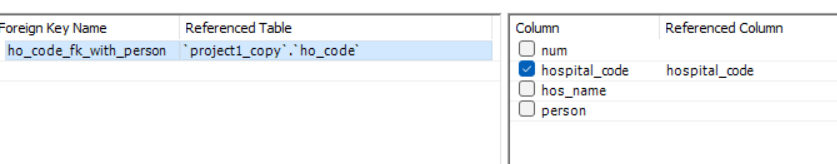 Foreign Key Name Referenced Table
ho_code_fk_with_person `project1_copy`.`ho_code`
Column Referenced Column
num
hospital_code hospital_code
hos_name
person